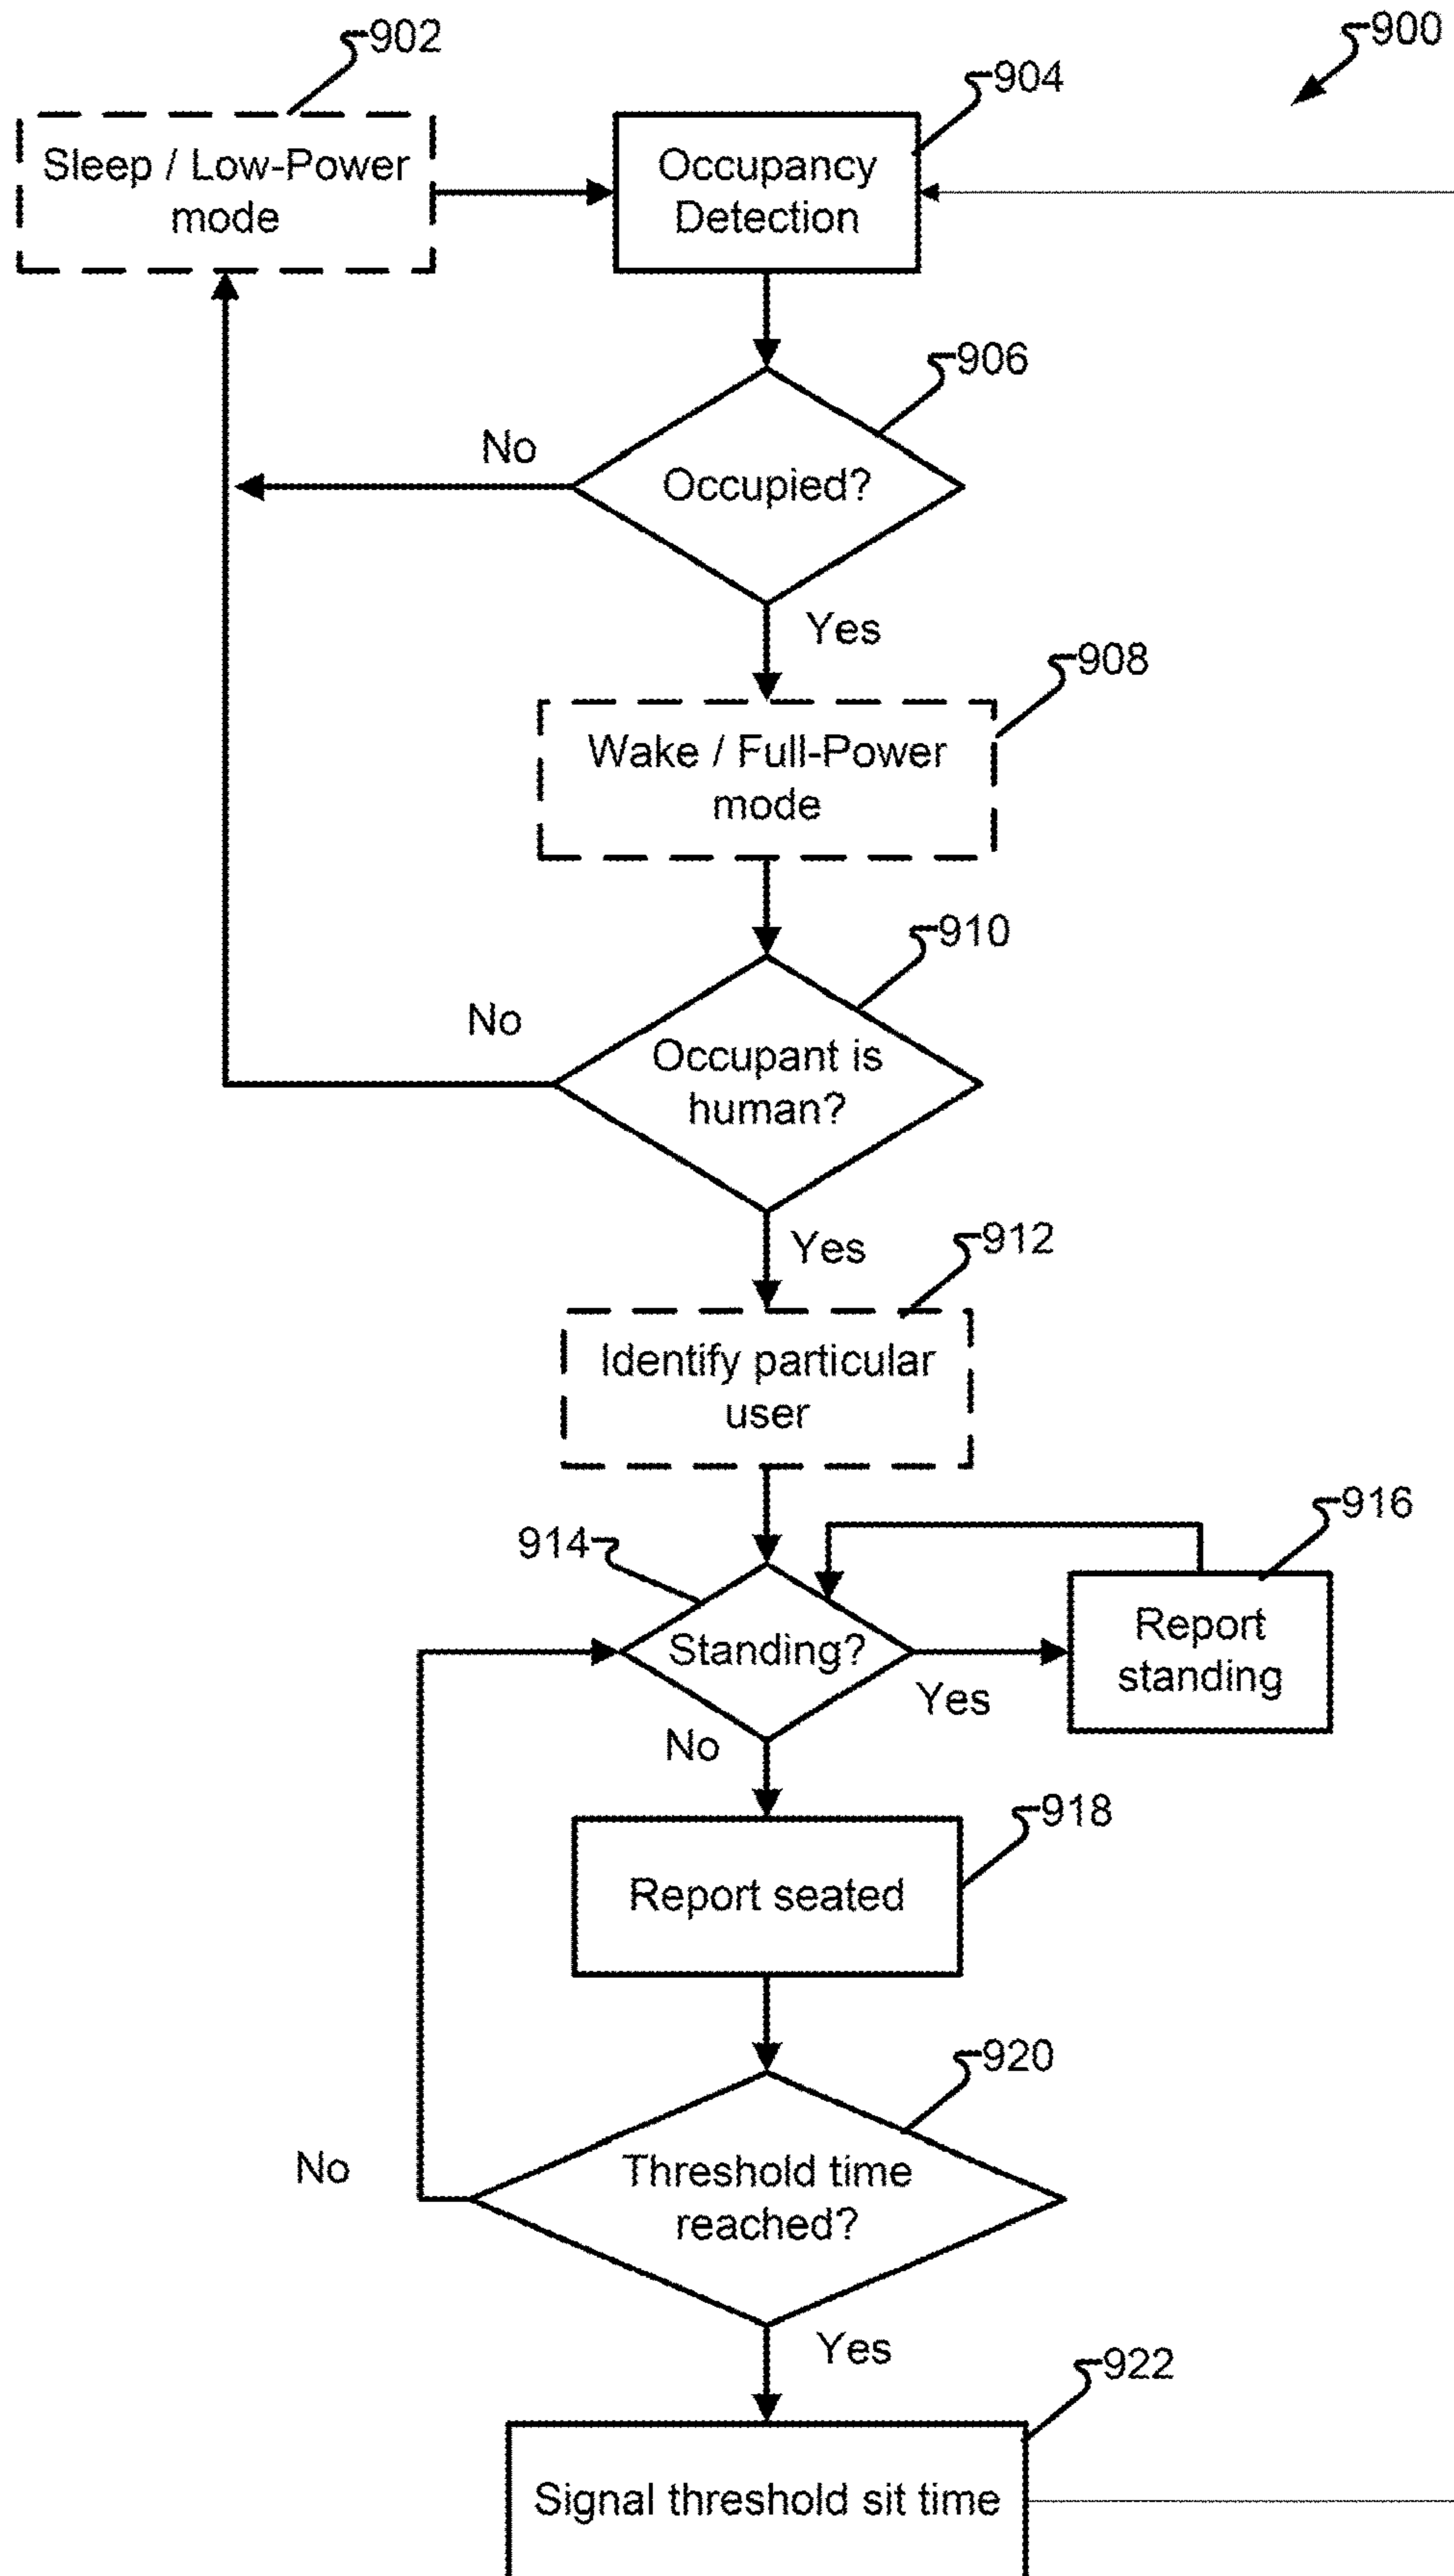 902
900
904
Sleep / Low-Power
mode
Occupancy
Detection
906
No
Occupied?
Yes
908
Wake / Full-Power
mode
910
No
Occupant is
human?
Yes
912
Identify particular
user
916
914
Report
standing
Standing?
Yes
No
918
Report seated
920
No
Threshold time
reached?
Yes
922
Signal threshold sit time